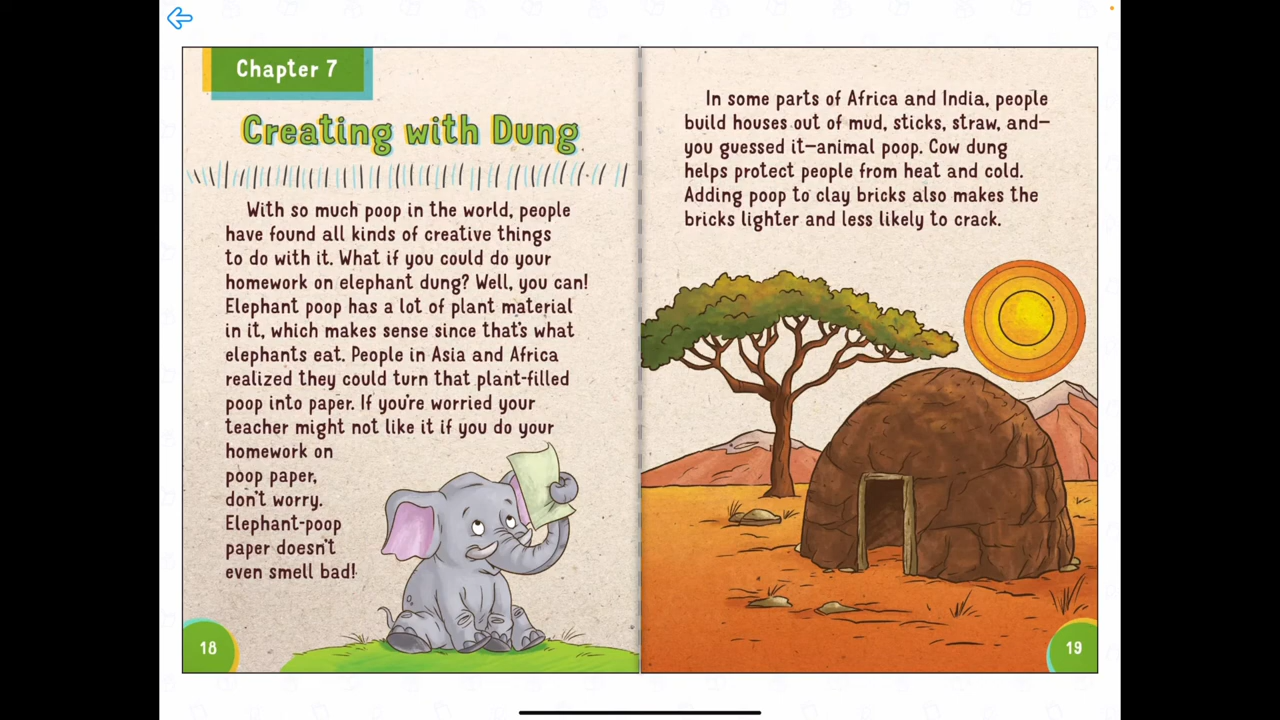 Chapter 7
Creating with Dung
With so much poop in the world, people
have found all kinds of creative things
to do with it. What if you could do your
homework on elephant dung? Well, you can!
Elephant poop has a lot of plant material
in it, which makes sense since that's what
elephants eat. People in Asia and Africa
realized they could turn that plant-filled
poop into paper. If you're worried your
teacher might not like it if you do your
homework on
poop paper,
don't worry.
Elephant-poop
paper doesn't
even smell bad!
18
In some parts of Africa and India, people
build houses out of mud, sticks, straw, and—
you guessed it—animal poop. Cow dung
helps protect people from heat and cold.
Adding poop to clay bricks also makes the
bricks lighter and less likely to crack.
19